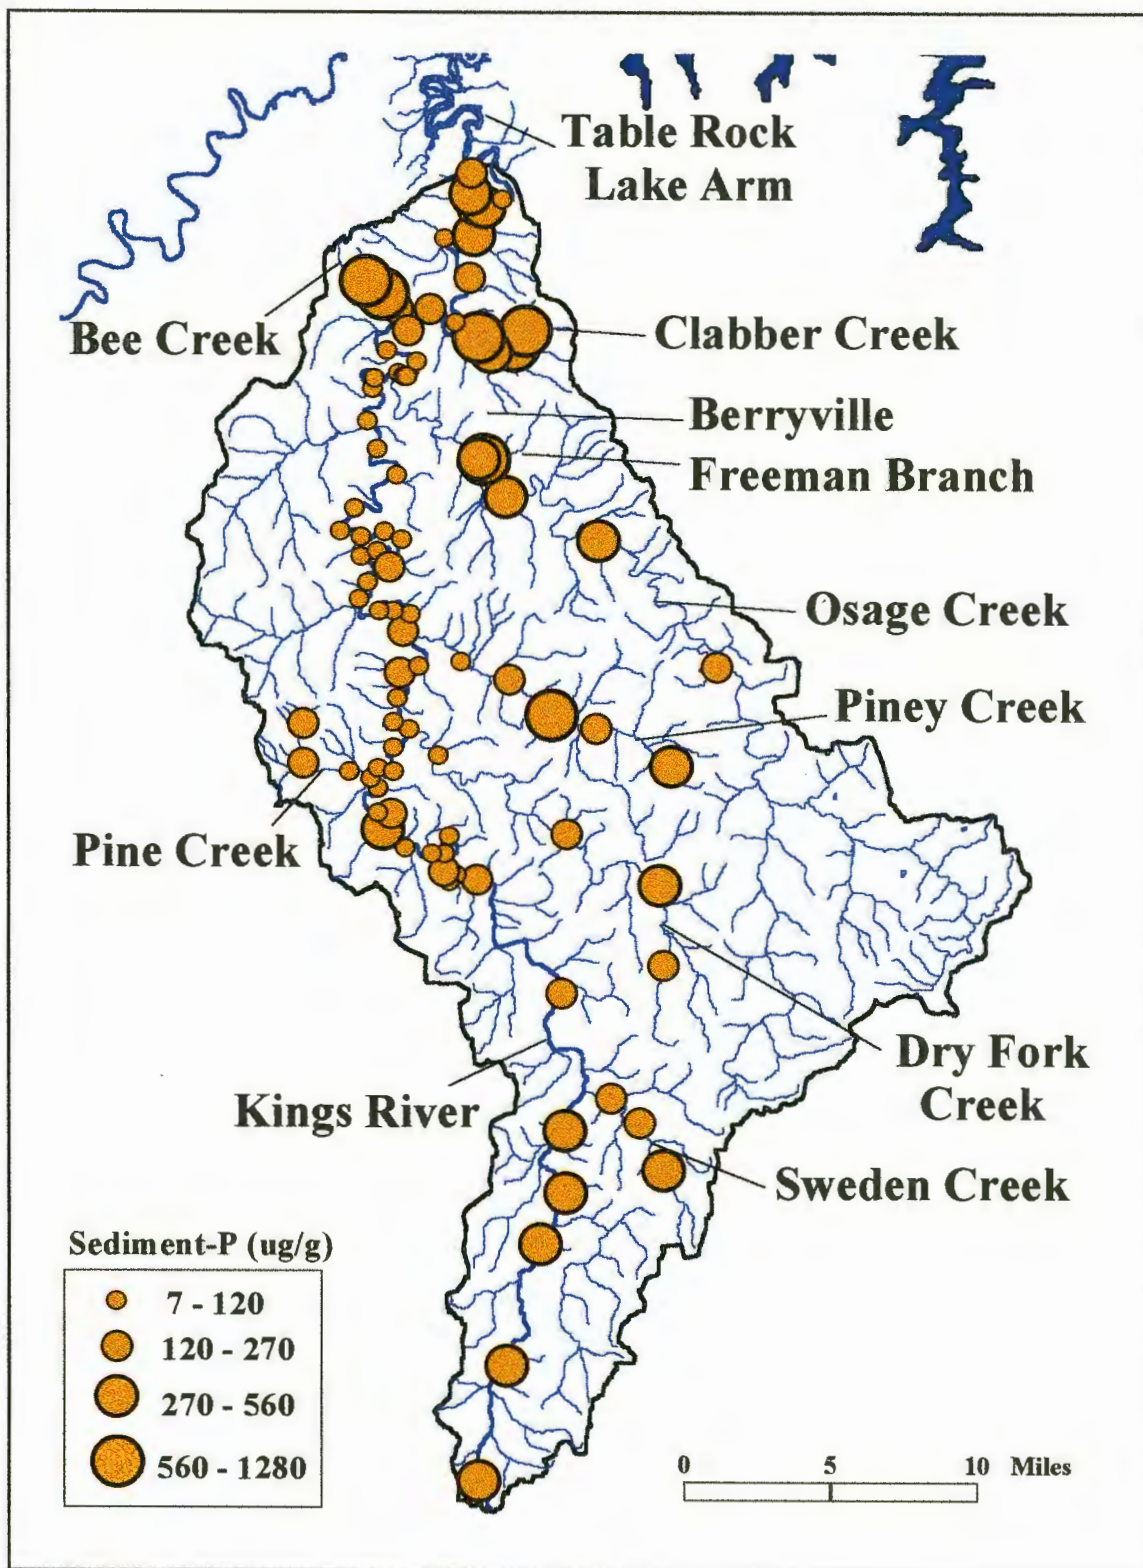 Table Rock
Lake Arm
Bee Creek
Clabber Creek
Berryville
Freeman Branch
Osage Creek
Piney Creek
Pine Creek
Dry Fork
Creek
Kings River
Sweden Creek
Sediment-P (ug/g)
7 - 120
120 - 270
270 - 560
560 - 1280
0 5 10 Miles